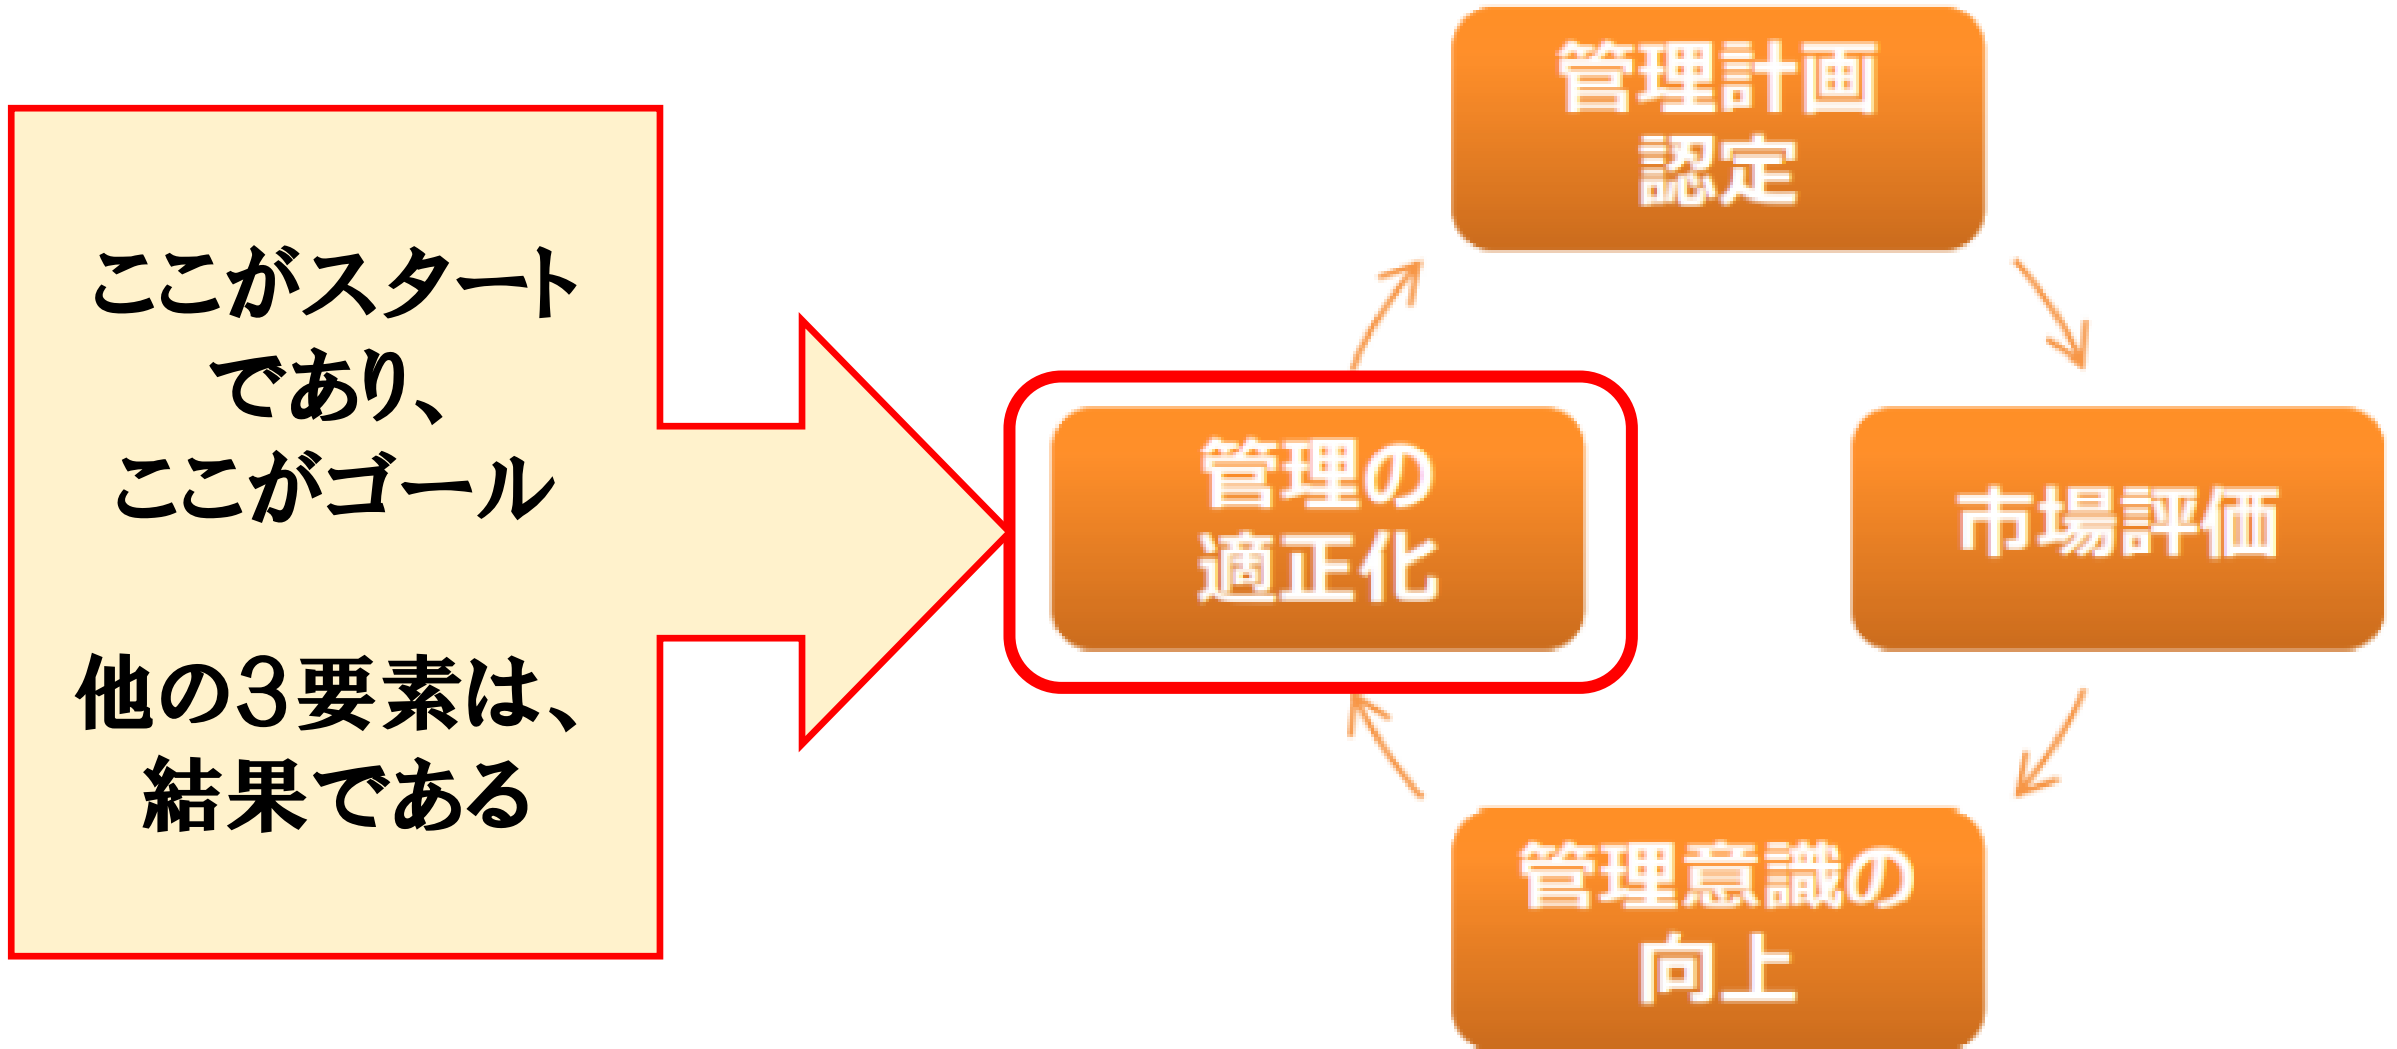 ここがスタート
であり、
ここがゴール
他の３要素は、
結果である
管理計画
認定
管理の
適正化
市場評価
管理意識の
向上